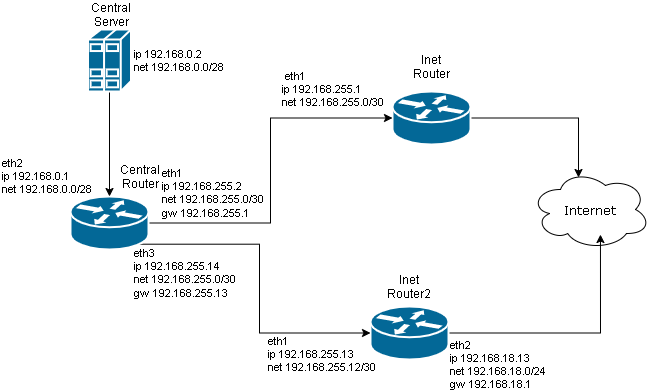 Central
Server
ip 192.168.0.2
net 192.168.0.0/28
Inet
Router
eth1
ip 192.168.255.1
net 192.168.255.0/30
eth2
ip 192.168.0.1
net 192.168.0.0/28
Central
Router
eth1
ip 192.168.255.2
net 192.168.255.0/30
gw 192.168.255.1
Internet
eth3
ip 192.168.255.14
net 192.168.255.0/30
gw 192.168.255.13
Inet
Router2
eth1
ip 192.168.255.13
net 192.168.255.12/30
eth2
ip 192.168.18.13
net 192.168.18.0/24
gw 192.168.18.1